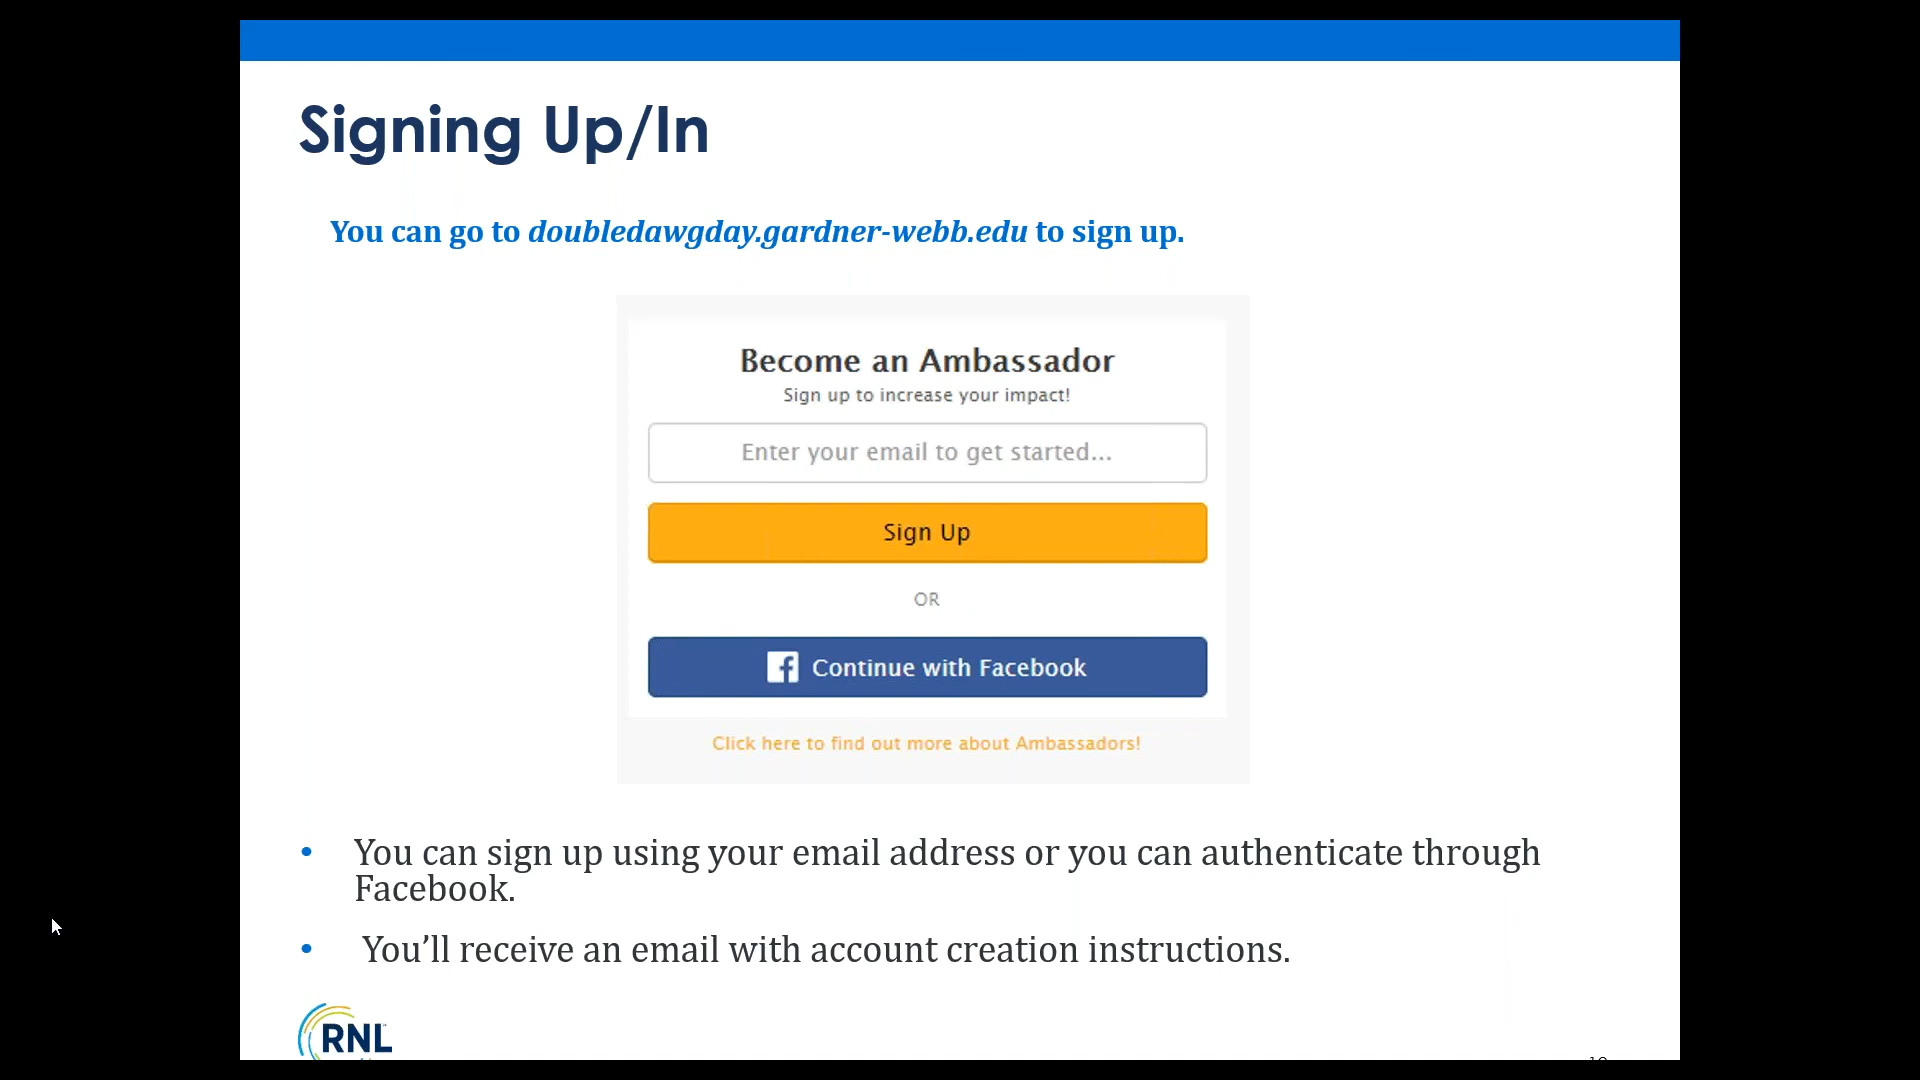 Signing Up/In
You can go to doubledawgday.gardner-webb.edu to sign up.
Become an Ambassador
Sign up to increase your impact!
Enter your email to get started...
Sign Up
OR
Continue with Facebook
Click here to find out more about Ambassadors!
• You can sign up using your email address or you can authenticate through
Facebook.
• You’ll receive an email with account creation instructions.
RNL